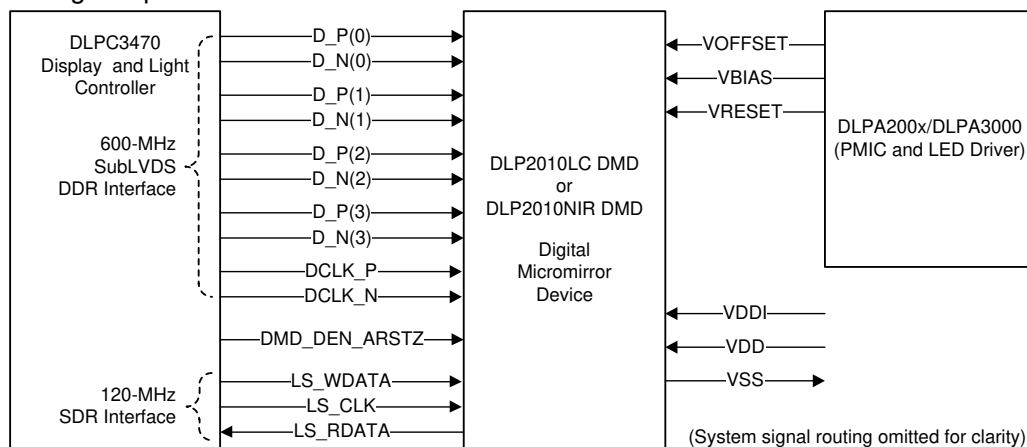 DLPC3470
Display and Light
Controller
600-MHz
SubLVDS
DDR Interface
120-MHz
SDR Interface
D_P(0)
D_N(0)
D_P(1)
D_N(1)
D_P(2)
D_N(2)
D_P(3)
D_N(3)
DCLK_P
DCLK_N
DMD_DEN_ARSTZ
LS_WDATA
LS_CLK
LS_RDATA
DLP2010LC DMD
or
DLP2010NIR DMD
Digital
Micromirror
Device
VOFFSET
VBIAS
VRESET
VDDI
VDD
VSS
DLPA200x/DLPA3000
(PMIC and LED Driver)
(System signal routing omitted for clarity)